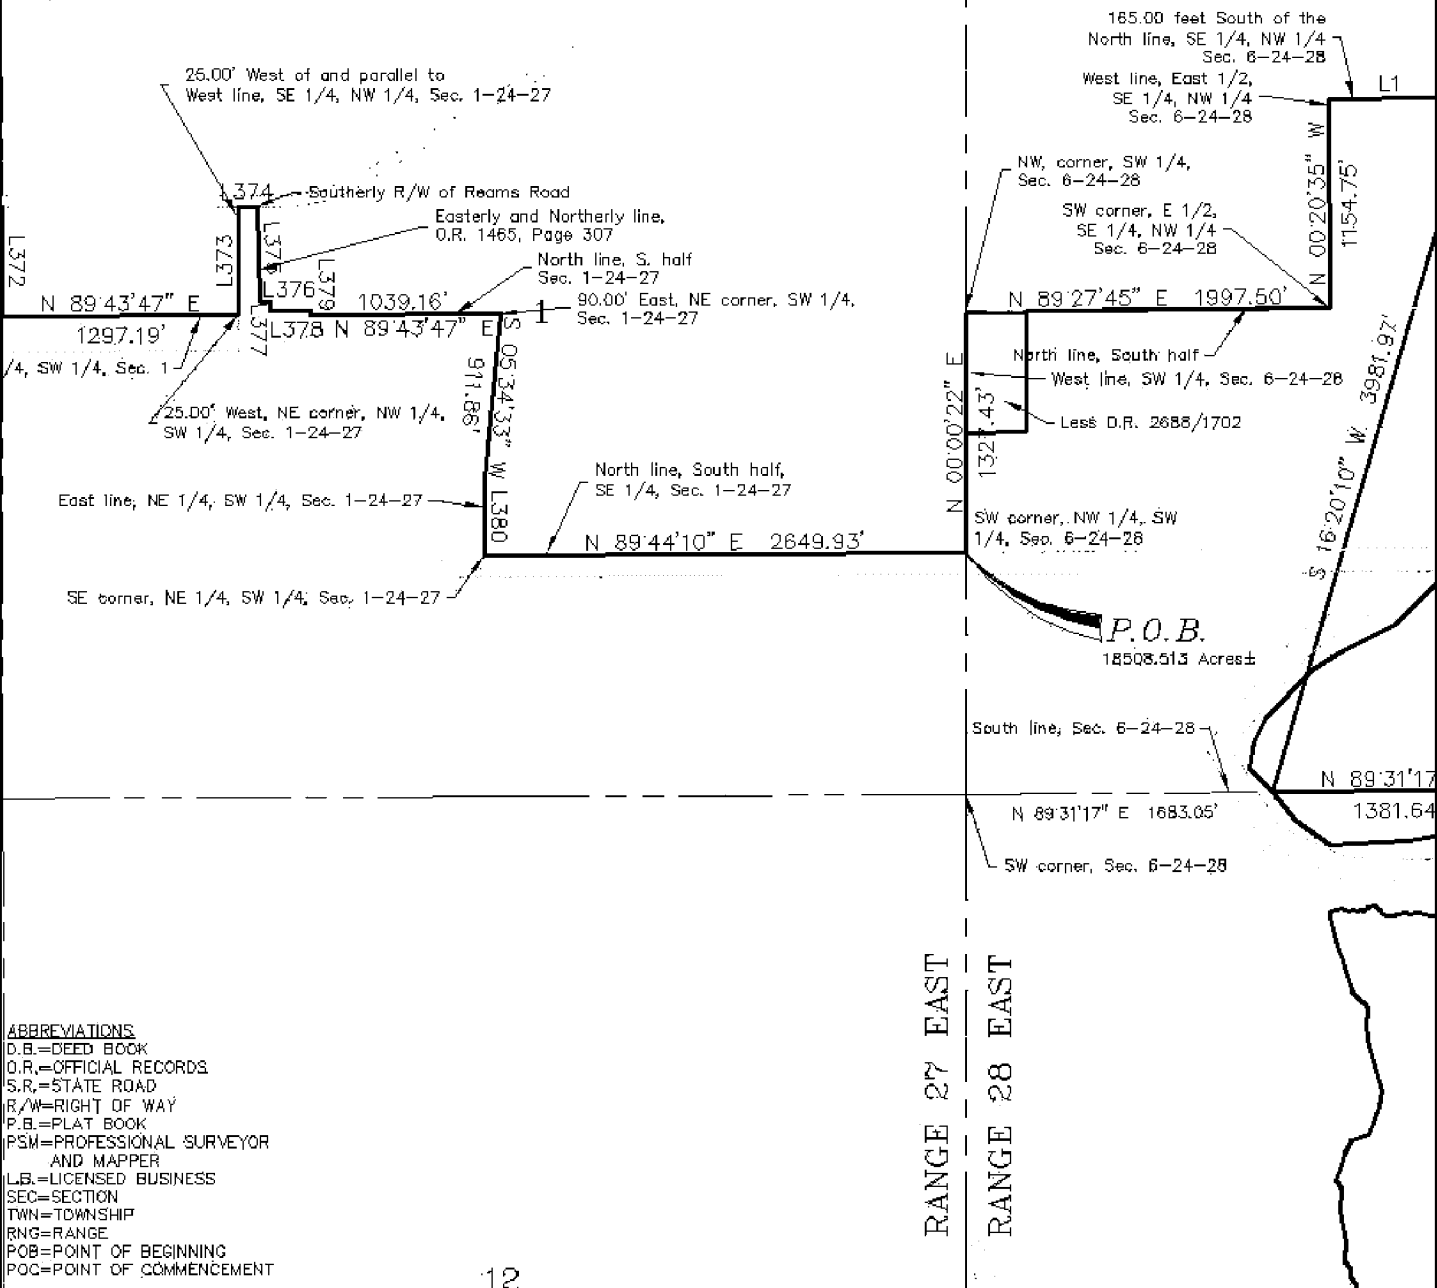 165.00 feet South of the
North line, SE 1/4, NW 1/4
Sec. 6-24-28
25.00' West of and parallel to
West line, SE 1/4, NW 1/4, Sec. 1-24-27
West line, East 1/2,
SE 1/4, NW 1/4
Sec. 6-24-28
L1
N 00°20'35" W
1154.75'
NW, corner, SW 1/4,
Sec. 6-24-28
L374
Southerly R/W of Reams Road
Easterly and Northerly line,
O.R. 1465, Page 307
SW corner, E 1/2,
SE 1/4, NW 1/4
Sec. 6-24-28
L372
L373
L375
L376
L379
North line, S. half
Sec. 1-24-27
N 89°43'47" E
1297.19'
1039.16'
L377
L378
N 89°43'47" E
1
90.00' East, NE corner, SW 1/4,
Sec. 1-24-27
N 89°27'45" E 1997.50'
/4, SW 1/4, Sec. 1
North line, South half
West line, SW 1/4, Sec. 6-24-28
Less D.R. 2688/1702
25.00' West, NE corner, NW 1/4,
SW 1/4, Sec. 1-24-27
S 05°34'33" W
911.86'
N 00°00'22" E
1327.43'
S 16°20'10" W 3981.97'
North line, South half,
SE 1/4, Sec. 1-24-27
East line, NE 1/4, SW 1/4, Sec. 1-24-27
L380
SW corner, NW 1/4, SW
1/4, Sec. 6-24-28
N 89°44'10" E 2649.93'
SE corner, NE 1/4, SW 1/4, Sec. 1-24-27
P.O.B.
18508.513 Acres±
South line, Sec. 6-24-28
N 89°31'17
1381.64
N 89°31'17" E 1683.05'
SW corner, Sec. 6-24-28
RANGE 27 EAST
RANGE 28 EAST
ABBREVIATIONS
D.B.=DEED BOOK
O.R.=OFFICIAL RECORDS
S.R.=STATE ROAD
R/W=RIGHT OF WAY
P.B.=PLAT BOOK
PSM=PROFESSIONAL SURVEYOR
AND MAPPER
L.B.=LICENSED BUSINESS
SEC=SECTION
TWN=TOWNSHIP
RNG=RANGE
POB=POINT OF BEGINNING
POC=POINT OF COMMENCEMENT
12